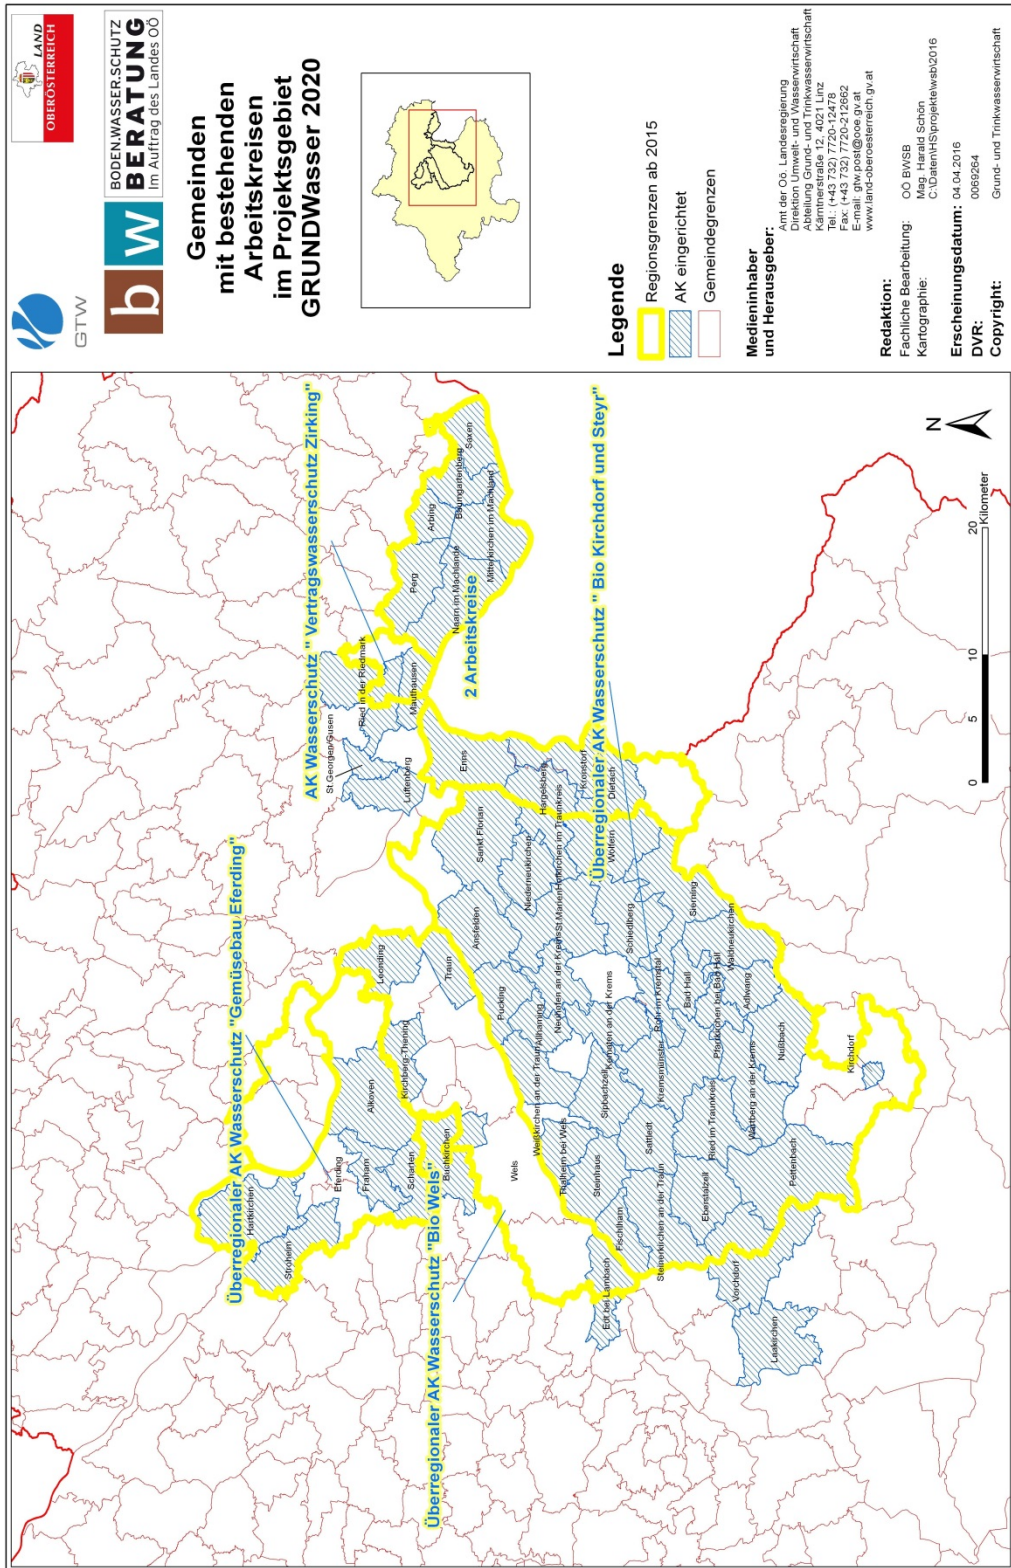 LAND
OBERÖSTERREICH
GTW
b w
BODEN.WASSER.SCHUTZ
BERATUNG
Im Auftrag des Landes OÖ
Gemeinden
mit bestehenden
Arbeitskreisen
im Projektsgebiet
GRUNDWasser 2020
Legende
Regionsgrenzen ab 2015
AK eingerichtet
Gemeindegrenzen
Medieninhaber
und Herausgeber:
Amt der Oö. Landesregierung
Direktion Umwelt- und Wasserwirtschaft
Abteilung Grund- und Trinkwasserwirtschaft
Kärntnerstraße 12, 4021 Linz
Tel.: (+43 732) 7720-12478
Fax: (+43 732) 7720-212662
E-mail: gtw.post@ooe.gv.at
www.land-oberoesterreich.gv.at
Redaktion:
Fachliche Bearbeitung: OÖ BWSB
Kartographie: Mag. Harald Schön
C:\Daten\HS\projekte\wsb\2016
Erscheinungsdatum: 04.04.2016
DVR: 0069264
Copyright: Grund- und Trinkwasserwirtschaft
AK Wasserschutz " Vertragswasserschutz Zirking"
Überregionaler AK Wasserschutz "Gemüsebau Eferding"
Überregionaler AK Wasserschutz "Bio Wels"
Überregionaler AK Wasserschutz " Bio Kirchdorf und Steyr"
2 Arbeitskreise
St.Georgen/Gusen
Ried in der Riedmark
Luftenberg
Mauthausen
Perg
Arbing
Baumgartenberg
Saxen
Naarn im Machlande
Mitterkirchen im Machland
Hartkirchen
Stroheim
Eferding
Fraham
Alkoven
Scharten
Kirchberg-Thening
Leonding
Traun
Buchkirchen
Wels
Enns
Hargelsberg
Kronstorf
Dietach
Sankt Florian
Ansfelden
Niederneukirchen
Hofkirchen im Traunkreis
St.Marien
Wolfern
Pucking
Allhaming
Neuhofen an der Krems
Weißkirchen an der Traun
Schiedlberg
Kematen an der Krems
Sipbachzell
Thalheim bei Wels
Steinhaus
Sattledt
Kremsmünster
Rohr im Kremstal
Bad Hall
Sierning
Waldneukirchen
Pfarrkirchen bei Bad Hall
Adlwang
Nußbach
Wartberg an der Krems
Ried im Traunkreis
Fischlham
Steinerkirchen an der Traun
Eberstalzell
Pettenbach
Kirchdorf
Edt bei Lambach
Vorchdorf
Laakirchen
N
0 5 10 20
Kilometer